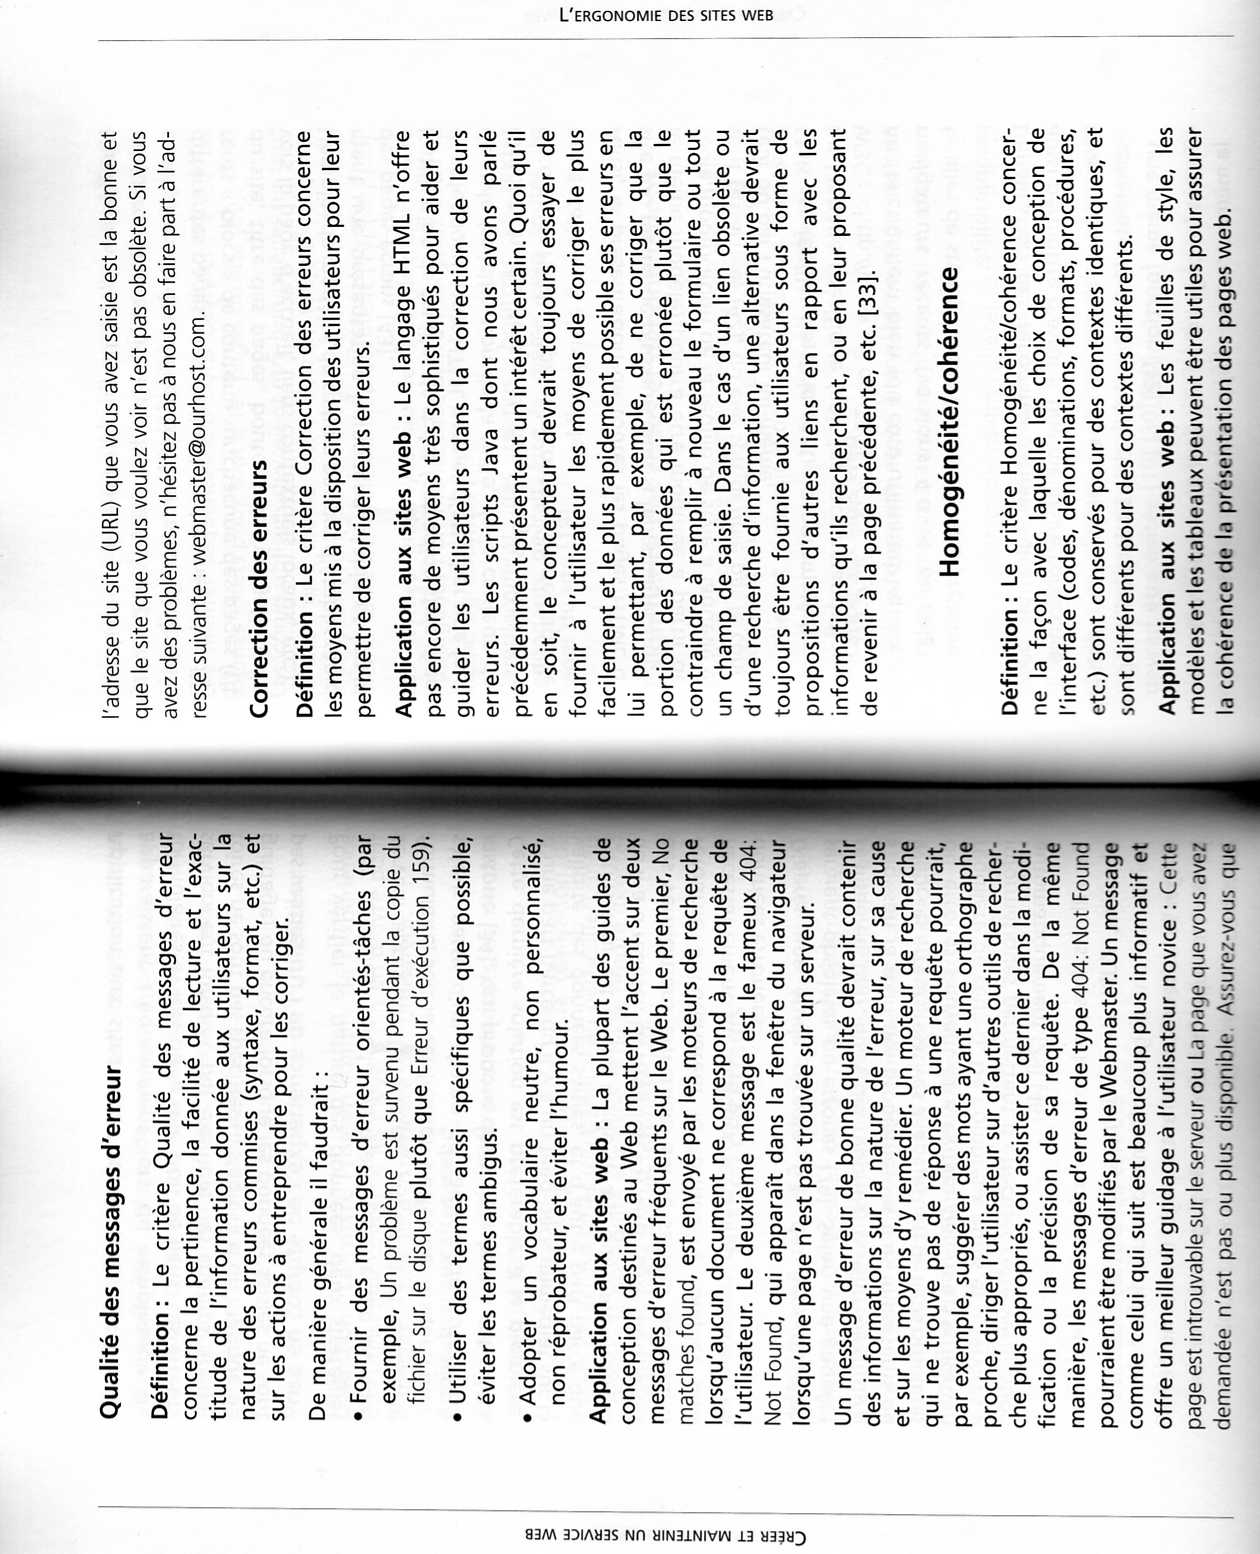 CRÉER ET MAINTENIR UN SERVICE WEB
Qualité des messages d'erreur
Définition : Le critère Qualité des messages d'erreur
concerne la pertinence, la facilité de lecture et l'exac-
titude de l'information donnée aux utilisateurs sur la
nature des erreurs commises (syntaxe, format, etc.) et
sur les actions à entreprendre pour les corriger.
De manière générale il faudrait :
• Fournir des messages d'erreur orientés-tâches (par
exemple, Un problème est survenu pendant la copie du
fichier sur le disque plutôt que Erreur d'exécution 159).
• Utiliser des termes aussi spécifiques que possible,
éviter les termes ambigus.
• Adopter un vocabulaire neutre, non personnalisé,
non réprobateur, et éviter l'humour.
Application aux sites web : La plupart des guides de
conception destinés au Web mettent l'accent sur deux
messages d'erreur fréquents sur le Web. Le premier, No
matches found, est envoyé par les moteurs de recherche
lorsqu'aucun document ne correspond à la requête de
l'utilisateur. Le deuxième message est le fameux 404:
Not Found, qui apparaît dans la fenêtre du navigateur
lorsqu'une page n'est pas trouvée sur un serveur.
Un message d'erreur de bonne qualité devrait contenir
des informations sur la nature de l'erreur, sur sa cause
et sur les moyens d'y remédier. Un moteur de recherche
qui ne trouve pas de réponse à une requête pourrait,
par exemple, suggérer des mots ayant une orthographe
proche, diriger l'utilisateur sur d'autres outils de recher-
che plus appropriés, ou assister ce dernier dans la modi-
fication ou la précision de sa requête. De la même
manière, les messages d'erreur de type 404: Not Found
pourraient être modifiés par le Webmaster. Un message
comme celui qui suit est beaucoup plus informatif et
offre un meilleur guidage à l'utilisateur novice : Cette
page est introuvable sur le serveur ou La page que vous avez
demandée n'est pas ou plus disponible. Assurez-vous que
L'ERGONOMIE DES SITES WEB
l'adresse du site (URL) que vous avez saisie est la bonne et
que le site que vous voulez voir n'est pas obsolète. Si vous
avez des problèmes, n'hésitez pas à nous en faire part à l'ad-
resse suivante : webmaster@ourhost.com.
Correction des erreurs
Définition : Le critère Correction des erreurs concerne
les moyens mis à la disposition des utilisateurs pour leur
permettre de corriger leurs erreurs.
Application aux sites web : Le langage HTML n'offre
pas encore de moyens très sophistiqués pour aider et
guider les utilisateurs dans la correction de leurs
erreurs. Les scripts Java dont nous avons parlé
précédemment présentent un intérêt certain. Quoi qu'il
en soit, le concepteur devrait toujours essayer de
fournir à l'utilisateur les moyens de corriger le plus
facilement et le plus rapidement possible ses erreurs en
lui permettant, par exemple, de ne corriger que la
portion des données qui est erronée plutôt que le
contraindre à remplir à nouveau le formulaire ou tout
un champ de saisie. Dans le cas d'un lien obsolète ou
d'une recherche d'information, une alternative devrait
toujours être fournie aux utilisateurs sous forme de
propositions d'autres liens en rapport avec les
informations qu'ils recherchent, ou en leur proposant
de revenir à la page précédente, etc. [33].
Homogénéité/cohérence
Définition : Le critère Homogénéité/cohérence concer-
ne la façon avec laquelle les choix de conception de
l'interface (codes, dénominations, formats, procédures,
etc.) sont conservés pour des contextes identiques, et
sont différents pour des contextes différents.
Application aux sites web : Les feuilles de style, les
modèles et les tableaux peuvent être utiles pour assurer
la cohérence de la présentation des pages web.